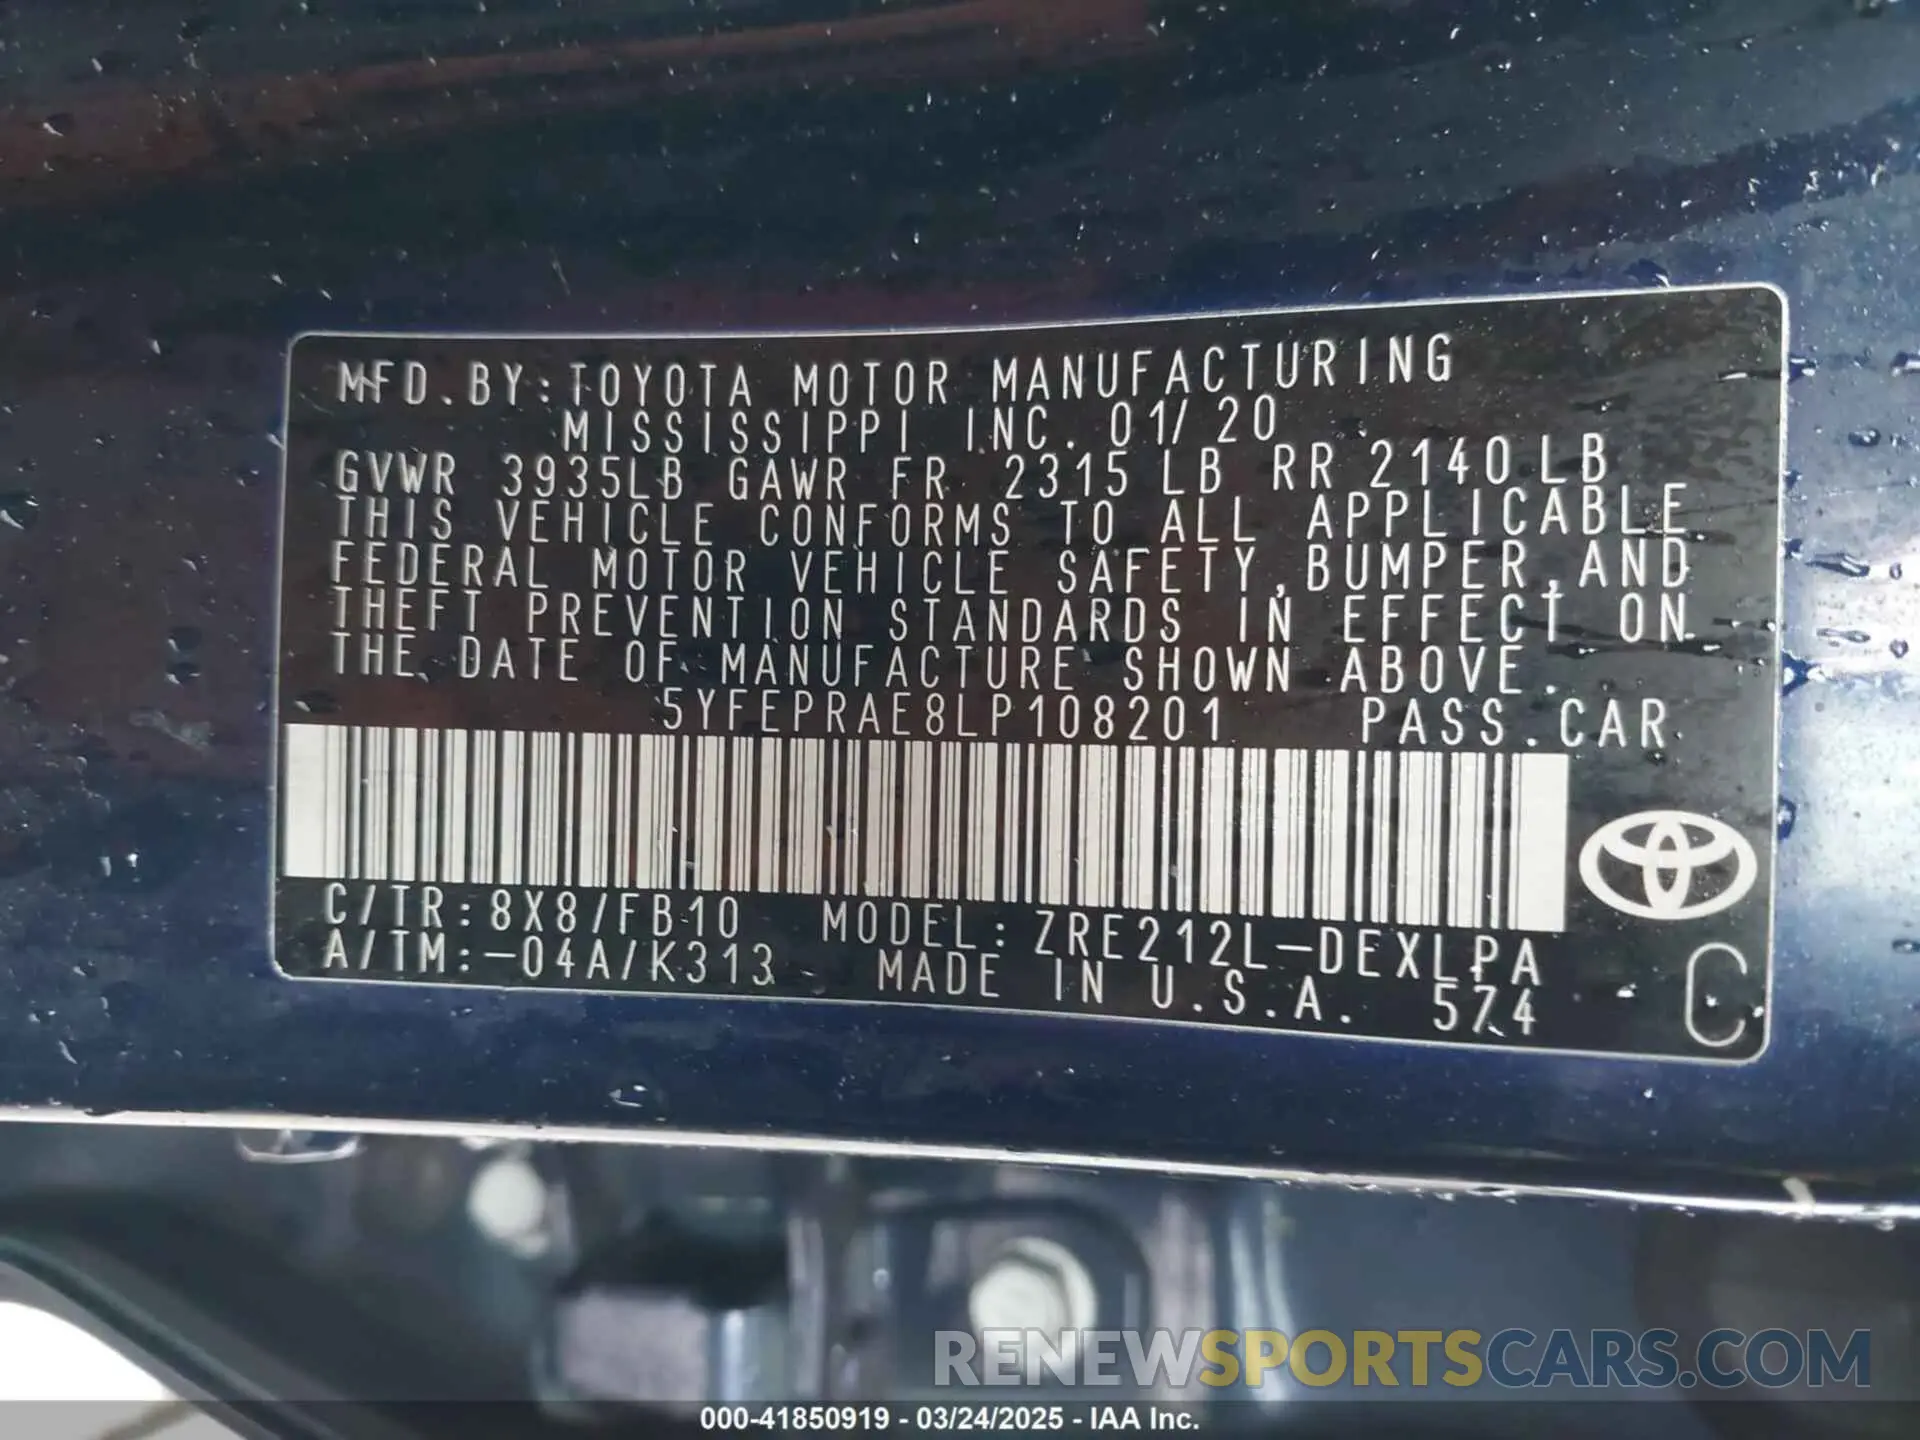 MFD.BY:TOYOTA MOTOR MANUFACTURING
MISSISSIPPI INC. 01/20
GVWR 3935LB GAWR FR 2315LB RR 2140LB
THIS VEHICLE CONFORMS TO ALL APPLICABLE
FEDERAL MOTOR VEHICLE SAFETY,BUMPER,AND
THEFT PREVENTION STANDARDS IN EFFECT ON
THE DATE OF MANUFACTURE SHOWN ABOVE.
5YFEPRAE8LP108201 PASS.CAR
C/TR:8X8/FB10 MODEL:ZRE212L-DEXLPA
A/TM:-04A/K313 MADE IN U.S.A. 574
C
RENEWSPORTSCARS.COM
000-41850919 - 03/24/2025 - IAA Inc.